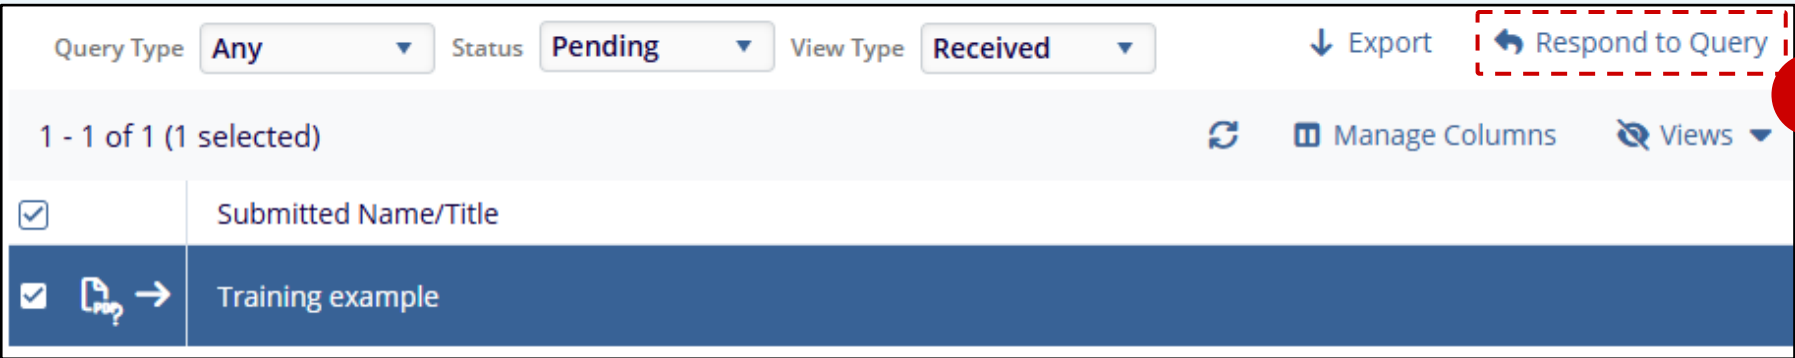 Query Type Any Status Pending View Type Received Export Respond to Query
1 - 1 of 1 (1 selected) Manage Columns Views
Submitted Name/Title
PDF? Training example